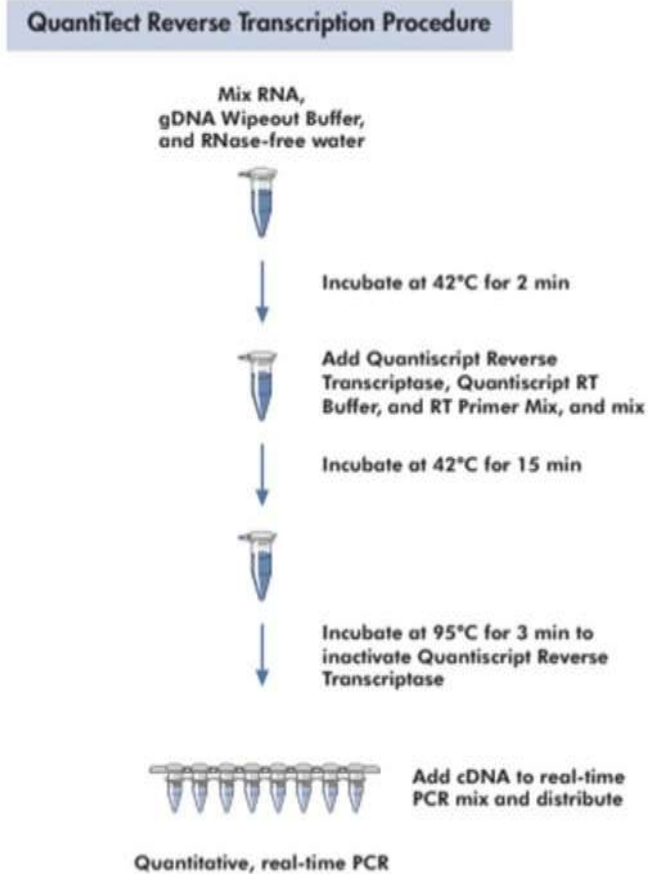 QuantiTect Reverse Transcription Procedure
Mix RNA,
gDNA Wipeout Buffer,
and RNase-free water
Incubate at 42°C for 2 min
Add Quantiscript Reverse
Transcriptase, Quantiscript RT
Buffer, and RT Primer Mix, and mix
Incubate at 42°C for 15 min
Incubate at 95°C for 3 min to
inactivate Quantiscript Reverse
Transcriptase
Add cDNA to real-time
PCR mix and distribute
Quantitative, real-time PCR